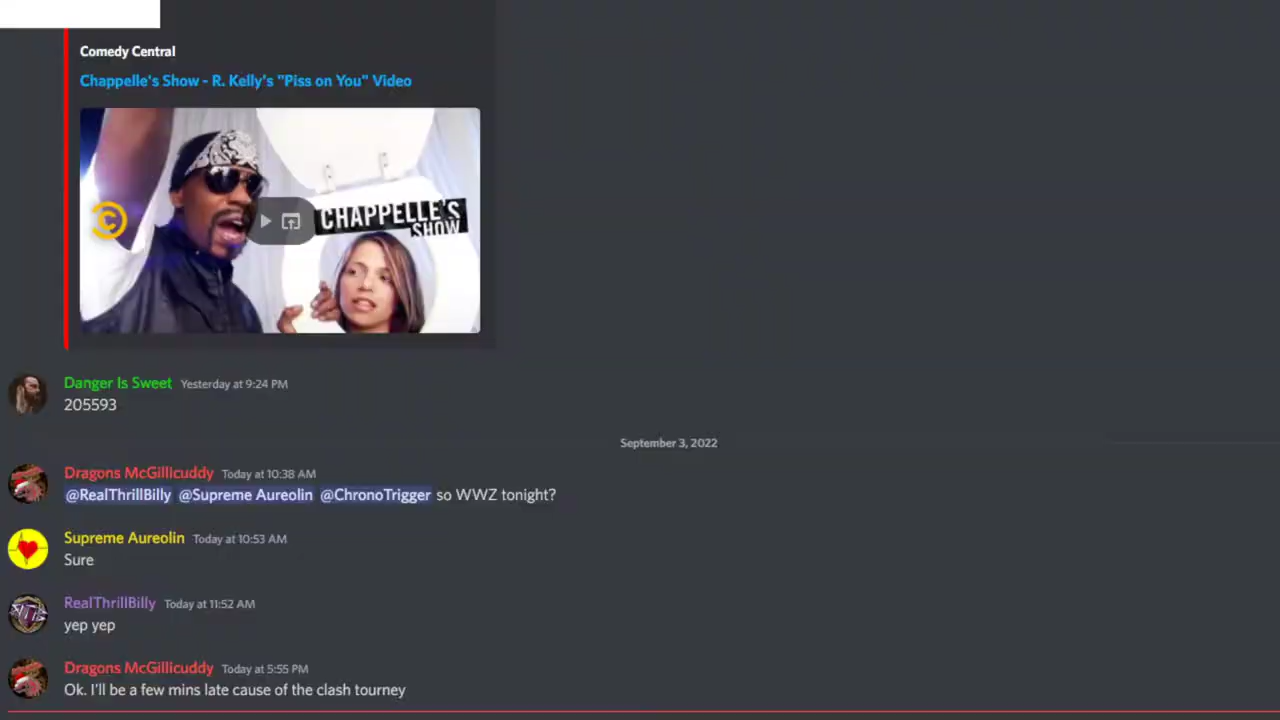 Comedy Central
Chappelle's Show - R. Kelly's "Piss on You" Video
CHAPPELLE'S
SHOW
Danger Is Sweet Yesterday at 9:24 PM
205593
September 3, 2022
Dragons McGillicuddy Today at 10:38 AM
@RealThrillBilly @Supreme Aureolin @ChronoTrigger so WWZ tonight?
Supreme Aureolin Today at 10:53 AM
Sure
RealThrillBilly Today at 11:52 AM
yep yep
Dragons McGillicuddy Today at 5:55 PM
Ok. I'll be a few mins late cause of the clash tourney